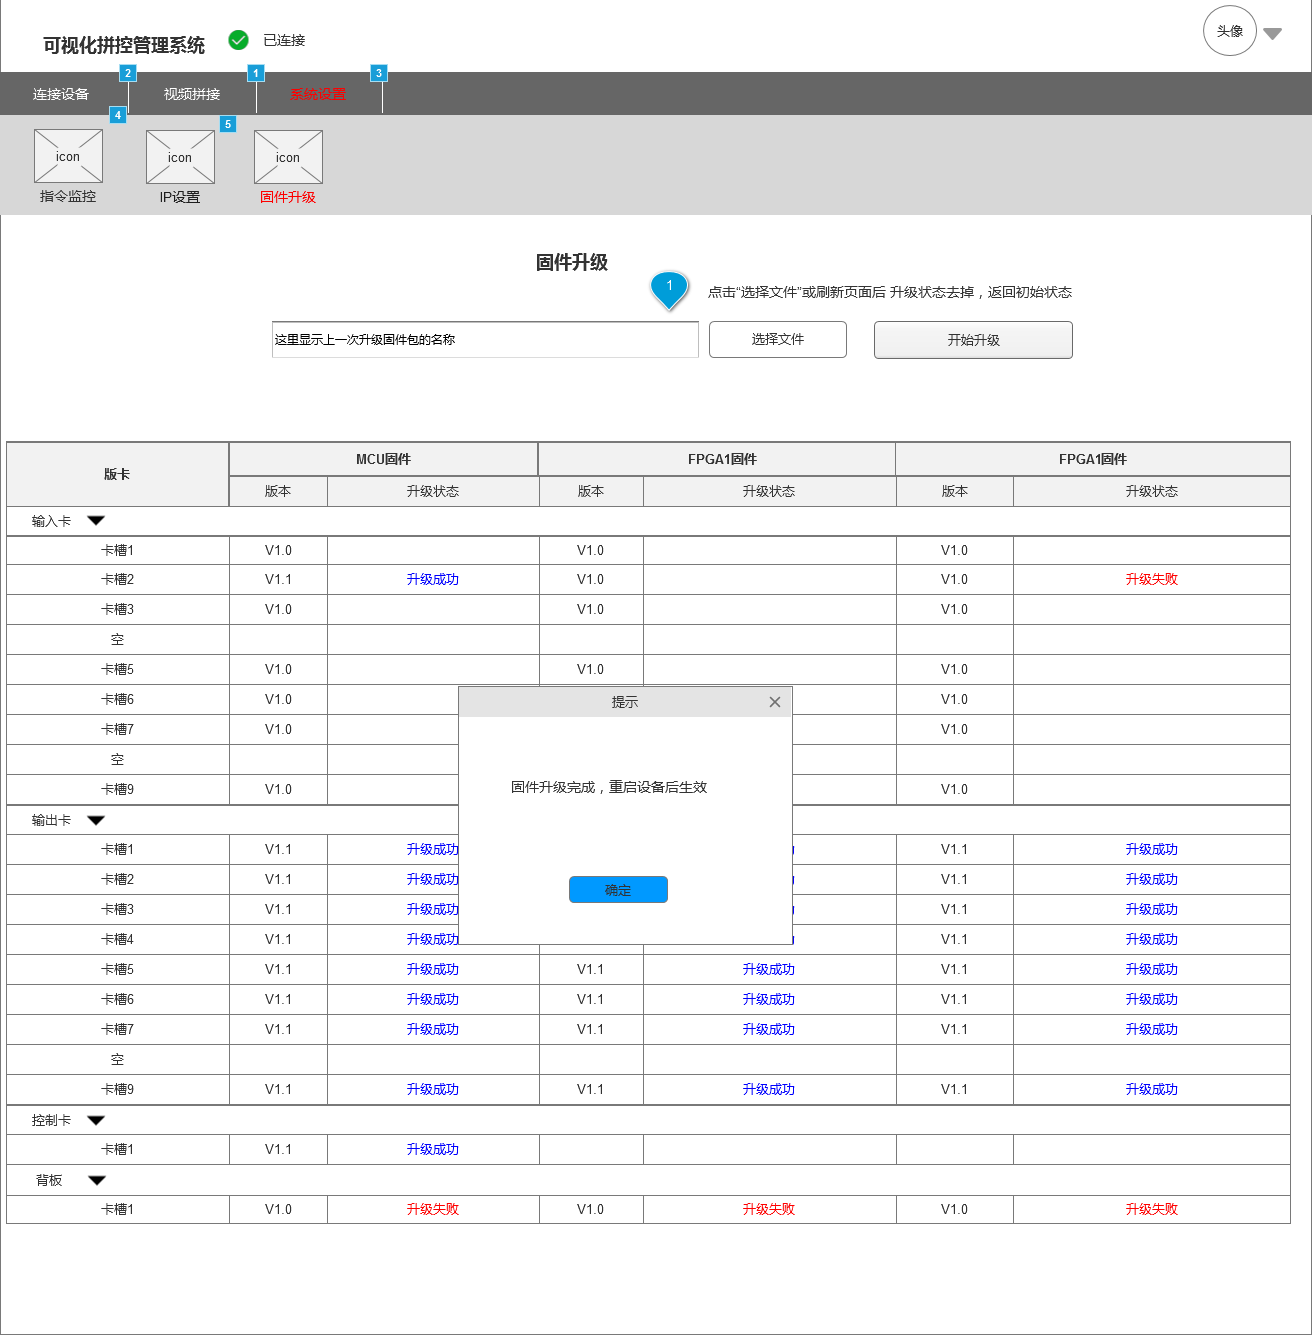 可视化拼控管理系统 已连接 头像
2 1 3
连接设备 视频拼接 系统设置
4 5
icon icon icon
指令监控 IP设置 固件升级
固件升级
1 点击“选择文件”或刷新页面后 升级状态去掉，返回初始状态
这里显示上一次升级固件包的名称 选择文件 开始升级
版卡 MCU固件 FPGA1固件 FPGA1固件
版本 升级状态 版本 升级状态 版本 升级状态
输入卡
卡槽1 V1.0 V1.0 V1.0
卡槽2 V1.1 升级成功 V1.0 V1.0 升级失败
卡槽3 V1.0 V1.0 V1.0
空
卡槽5 V1.0 V1.0 V1.0
卡槽6 V1.0 V1.0
卡槽7 V1.0 V1.0
空
卡槽9 V1.0 V1.0
提示
固件升级完成，重启设备后生效
确定
输出卡
卡槽1 V1.1 升级成功 V1.1 升级成功
卡槽2 V1.1 升级成功 V1.1 升级成功
卡槽3 V1.1 升级成功 V1.1 升级成功
卡槽4 V1.1 升级成功 V1.1 升级成功
卡槽5 V1.1 升级成功 V1.1 升级成功 V1.1 升级成功
卡槽6 V1.1 升级成功 V1.1 升级成功 V1.1 升级成功
卡槽7 V1.1 升级成功 V1.1 升级成功 V1.1 升级成功
空
卡槽9 V1.1 升级成功 V1.1 升级成功 V1.1 升级成功
控制卡
卡槽1 V1.1 升级成功
背板
卡槽1 V1.0 升级失败 V1.0 升级失败 V1.0 升级失败